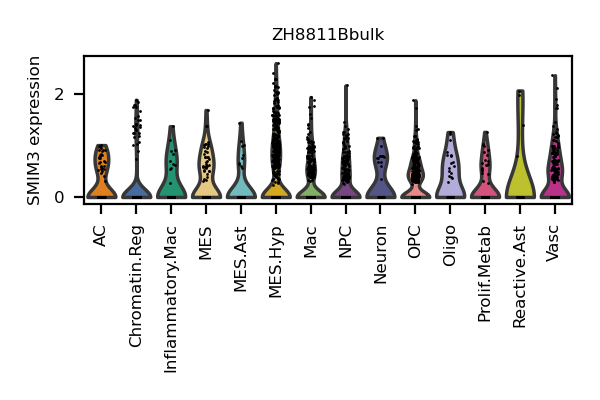 ZH8811Bbulk
SMIM3 expression
2
0
AC
Chromatin.Reg
Inflammatory.Mac
MES
MES.Ast
MES.Hyp
Mac
NPC
Neuron
OPC
Oligo
Prolif.Metab
Reactive.Ast
Vasc